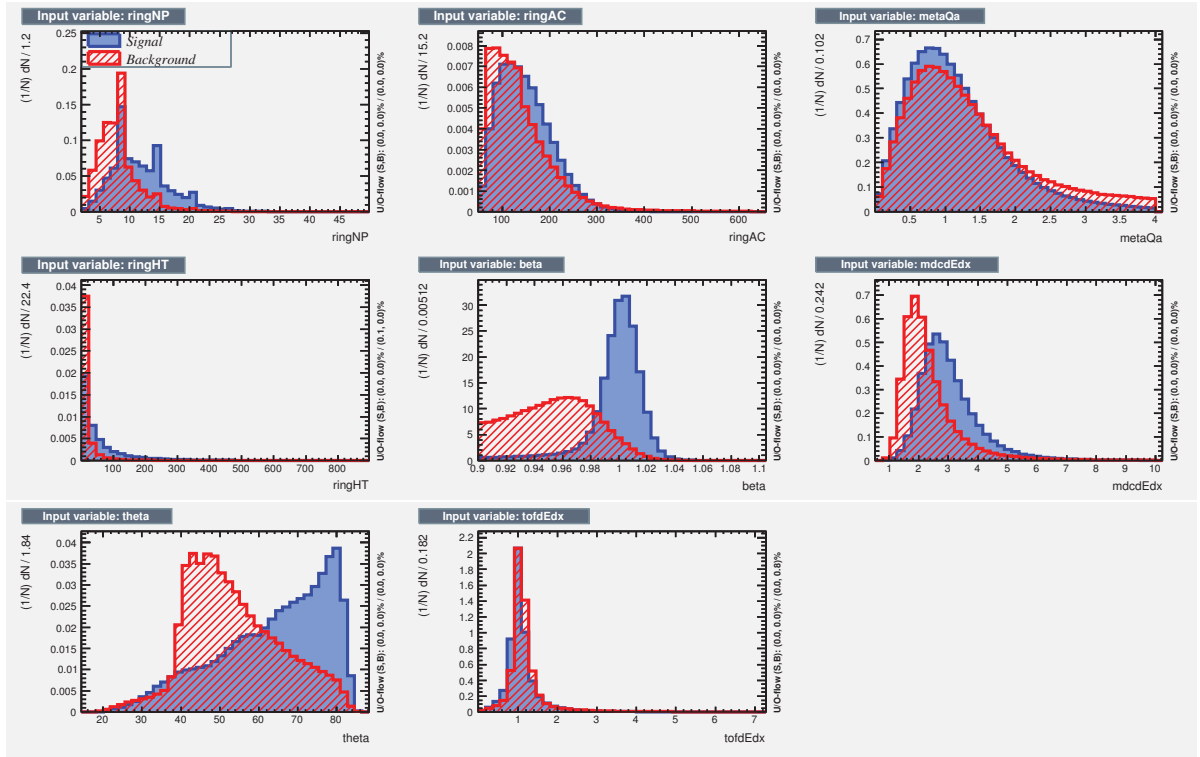 Input variable: ringNP
(1/N) dN / 1.2
0.25
0.2
0.15
0.1
0.05
0
Signal
Background
5 10 15 20 25 30 35 40 45
ringNP
U/O-flow (S,B): (0.0, 0.0)% / (0.0, 0.0)%
Input variable: ringAC
(1/N) dN / 15.2
0.008
0.007
0.006
0.005
0.004
0.003
0.002
0.001
0
100 200 300 400 500 600
ringAC
U/O-flow (S,B): (0.0, 0.0)% / (0.0, 0.0)%
Input variable: metaQa
(1/N) dN / 0.102
0.7
0.6
0.5
0.4
0.3
0.2
0.1
0
0.5 1 1.5 2 2.5 3 3.5 4
metaQa
U/O-flow (S,B): (0.0, 0.0)% / (0.0, 0.0)%
Input variable: ringHT
(1/N) dN / 22.4
0.04
0.035
0.03
0.025
0.02
0.015
0.01
0.005
0
100 200 300 400 500 600 700 800
ringHT
U/O-flow (S,B): (0.0, 0.0)% / (0.1, 0.0)%
Input variable: beta
(1/N) dN / 0.00512
30
25
20
15
10
5
0
0.9 0.92 0.94 0.96 0.98 1 1.02 1.04 1.06 1.08 1.1
beta
U/O-flow (S,B): (0.0, 0.0)% / (0.0, 0.0)%
Input variable: mdcdEdx
(1/N) dN / 0.242
0.7
0.6
0.5
0.4
0.3
0.2
0.1
0
1 2 3 4 5 6 7 8 9 10
mdcdEdx
U/O-flow (S,B): (0.0, 0.0)% / (0.0, 0.0)%
Input variable: theta
(1/N) dN / 1.84
0.04
0.035
0.03
0.025
0.02
0.015
0.01
0.005
0
20 30 40 50 60 70 80
theta
U/O-flow (S,B): (0.0, 0.0)% / (0.0, 0.0)%
Input variable: tofdEdx
(1/N) dN / 0.182
2.2
2
1.8
1.6
1.4
1.2
1
0.8
0.6
0.4
0.2
0
1 2 3 4 5 6 7
tofdEdx
U/O-flow (S,B): (0.0, 0.0)% / (0.0, 0.8)%